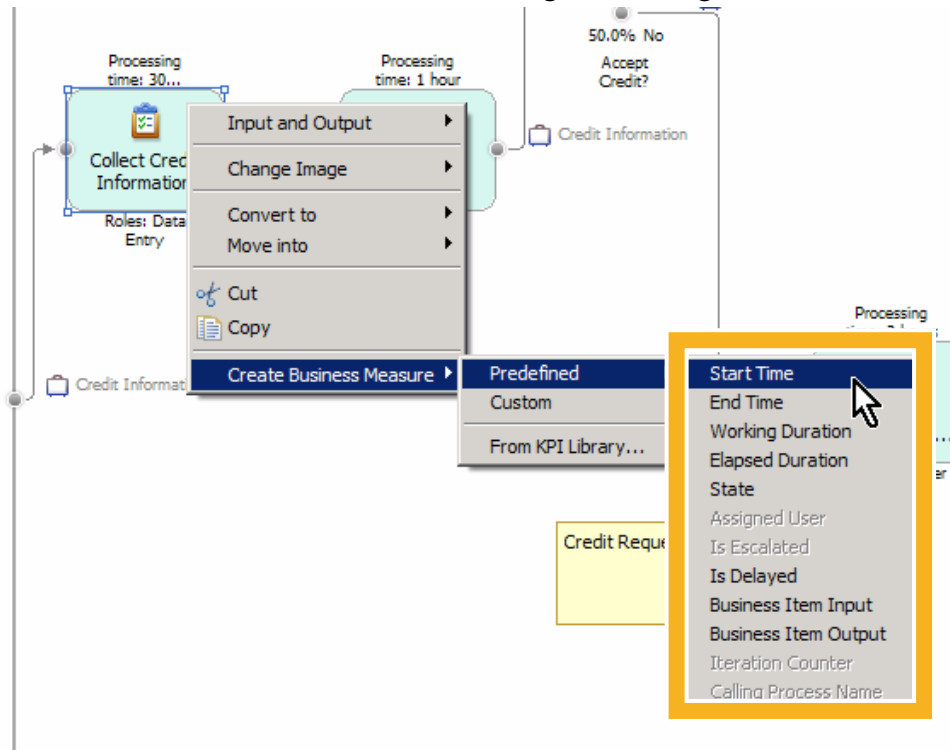 50.0% No
Accept
Credit?
Processing
time: 30...
Processing
time: 1 hour
Credit Information
Collect Cred
Information
Roles: Data
Entry
Input and Output
Change Image
Convert to
Move into
Cut
Copy
Create Business Measure
Predefined
Custom
From KPI Library...
Start Time
End Time
Working Duration
Elapsed Duration
State
Assigned User
Is Escalated
Is Delayed
Business Item Input
Business Item Output
Iteration Counter
Calling Process Name
Credit Informat
Processing
Credit Reque